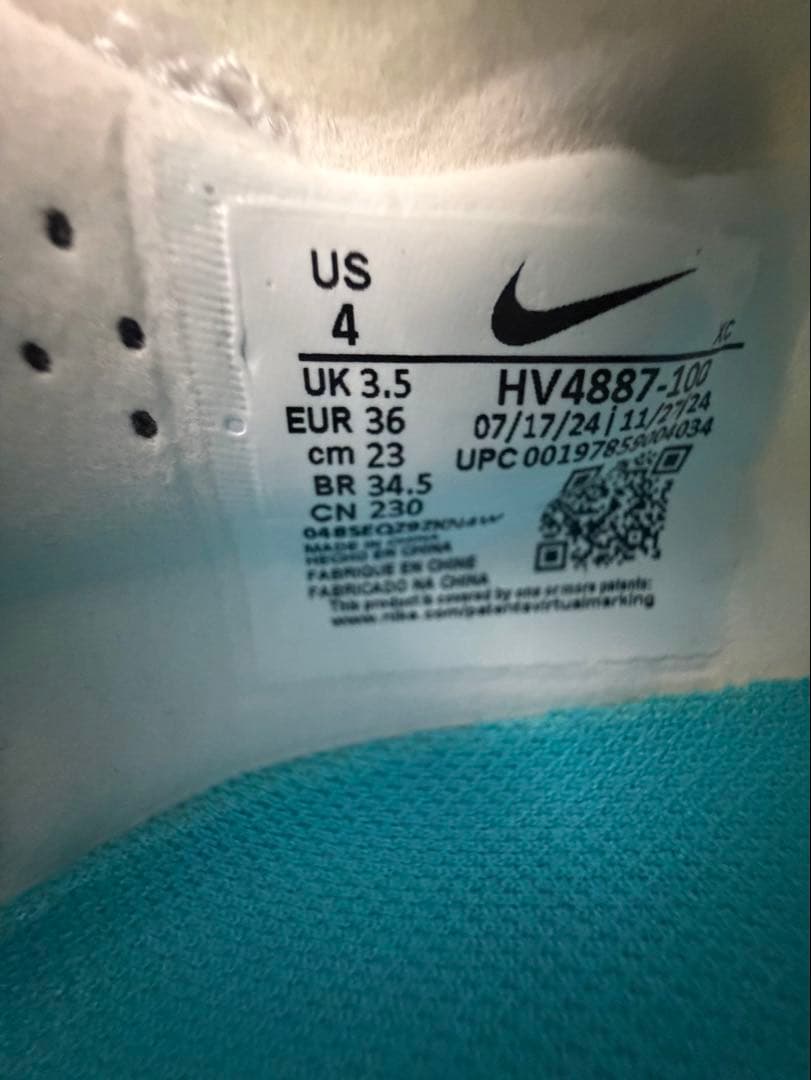 US
4
XC
UK 3.5
EUR 36
cm 23
BR 34.5
CN 230
HV4887-100
07/17/24 | 11/27/24
UPC 00197859004034
MADE IN CHINA
HECHO EN CHINA
FABRIQUE EN CHINE
FABRICADO NA CHINA
This product is covered by one or more patents:
www.nike.com/patentsvirtualmarking